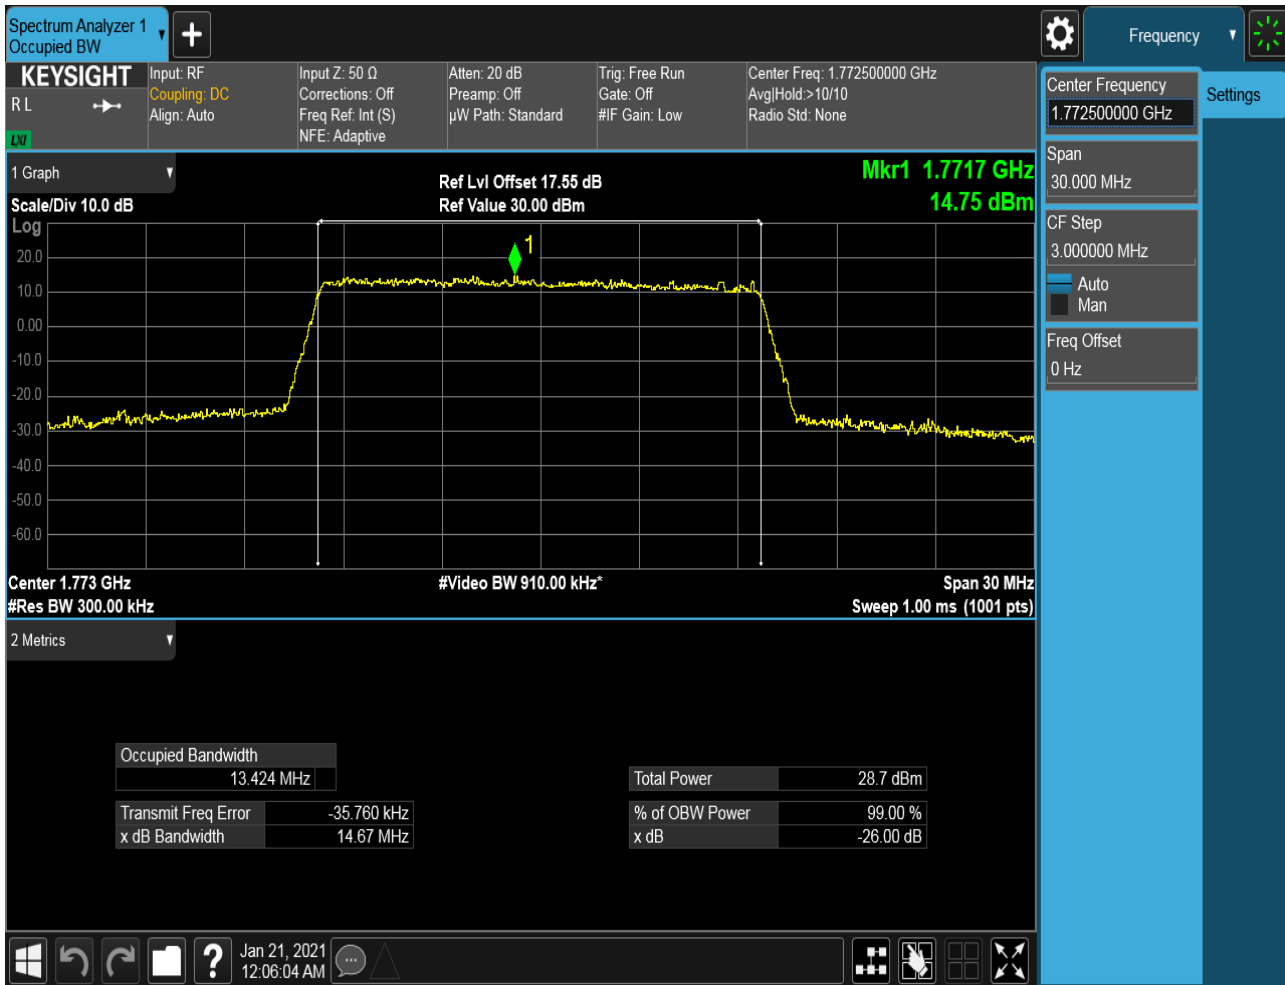 Spectrum Analyzer 1
Occupied BW
Frequency
KEYSIGHT
R L
LXI
Input: RF
Coupling: DC
Align: Auto
Input Z: 50 Ω
Corrections: Off
Freq Ref: Int (S)
NFE: Adaptive
Atten: 20 dB
Preamp: Off
µW Path: Standard
Trig: Free Run
Gate: Off
#IF Gain: Low
Center Freq: 1.772500000 GHz
Avg|Hold:>10/10
Radio Std: None
Center Frequency
1.772500000 GHz
Settings
Span
30.000 MHz
CF Step
3.000000 MHz
Auto
Man
Freq Offset
0 Hz
1 Graph
Scale/Div 10.0 dB
Ref Lvl Offset 17.55 dB
Ref Value 30.00 dBm
Mkr1 1.7717 GHz
14.75 dBm
Log
1
20.0
10.0
0.00
-10.0
-20.0
-30.0
-40.0
-50.0
-60.0
Center 1.773 GHz
#Res BW 300.00 kHz
#Video BW 910.00 kHz*
Span 30 MHz
Sweep 1.00 ms (1001 pts)
2 Metrics
Occupied Bandwidth
13.424 MHz
Transmit Freq Error -35.760 kHz
x dB Bandwidth 14.67 MHz
Total Power 28.7 dBm
% of OBW Power 99.00 %
x dB -26.00 dB
?
Jan 21, 2021
12:06:04 AM